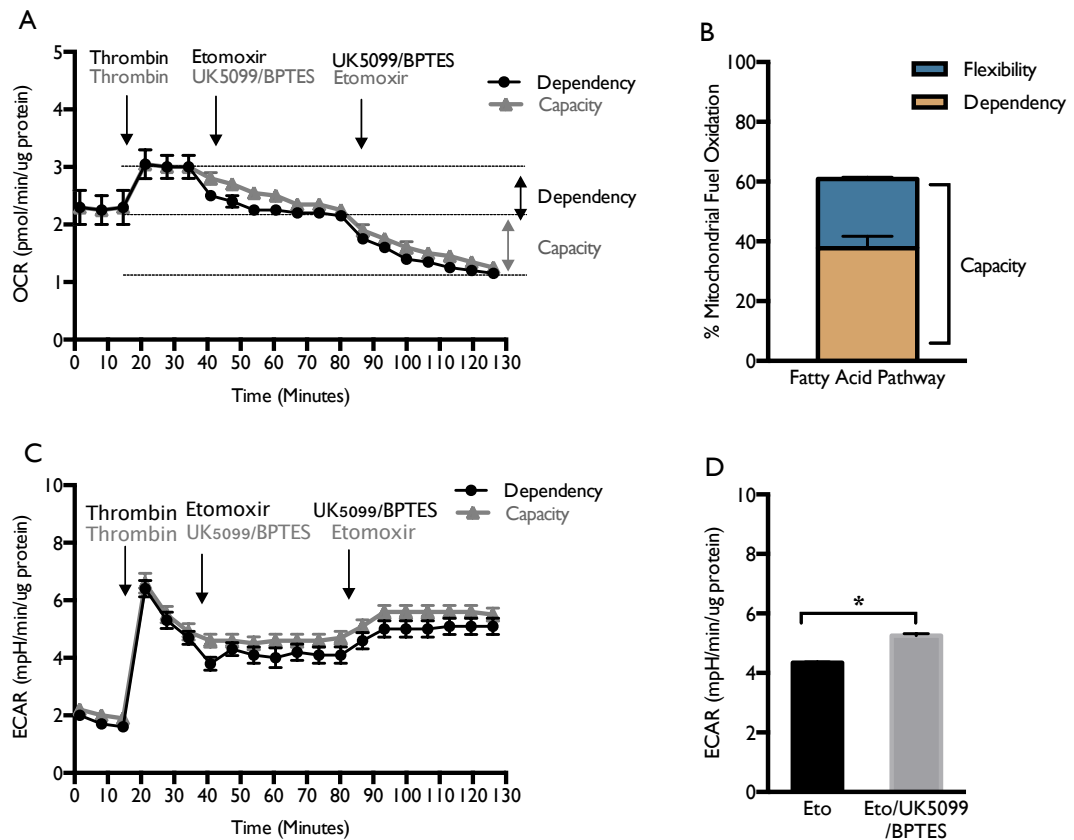 A
Thrombin
Thrombin
Etomoxir
UK5099/BPTES
UK5099/BPTES
Etomoxir
Dependency
Capacity
5
4
3
2
1
0
OCR (pmol/min/ug protein)
Dependency
Capacity
0 10 20 30 40 50 60 70 80 90 100 110 120 130
Time (Minutes)
B
Flexibility
Dependency
100
80
60
40
20
0
% Mitochondrial Fuel Oxidation
Capacity
Fatty Acid Pathway
C
Thrombin
Thrombin
Etomoxir
UK5099/BPTES
UK5099/BPTES
Etomoxir
Dependency
Capacity
10
8
6
4
2
0
ECAR (mpH/min/ug protein)
0 10 20 30 40 50 60 70 80 90 100 110 120 130
Time (Minutes)
D
10
8
6
4
2
0
ECAR (mpH/min/ug protein)
*
Eto
Eto/UK5099
/BPTES